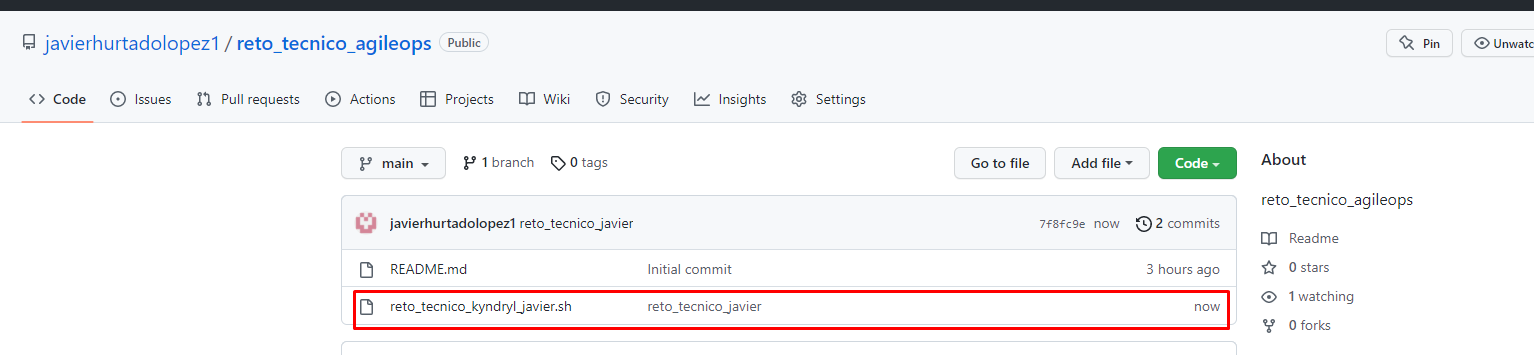 javierhurtadolopez1 / reto_tecnico_agileops Public
Pin
Unwatc
Code Issues Pull requests Actions Projects Wiki Security Insights Settings
main 1 branch 0 tags Go to file Add file Code
javierhurtadolopez1 reto_tecnico_javier 7f8fc9e now 2 commits
README.md Initial commit 3 hours ago
reto_tecnico_kyndryl_javier.sh reto_tecnico_javier now
About
reto_tecnico_agileops
Readme
0 stars
1 watching
0 forks